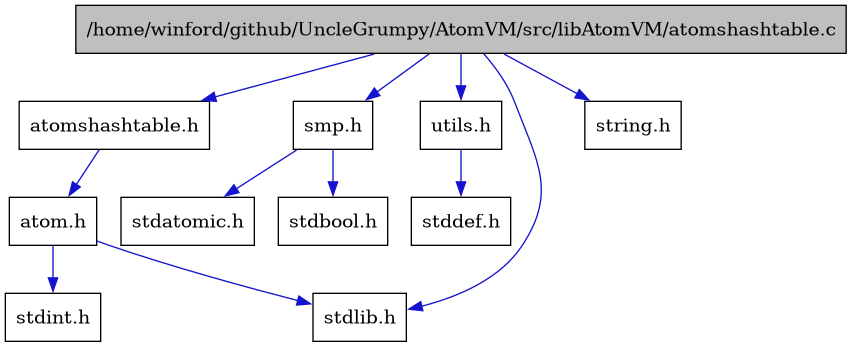 /home/winford/github/UncleGrumpy/AtomVM/src/libAtomVM/atomshashtable.c
atomshashtable.h
smp.h
utils.h
string.h
atom.h
stdatomic.h
stdbool.h
stddef.h
stdint.h
stdlib.h